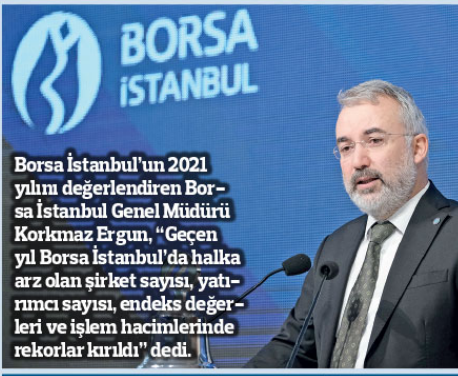 BORSA
İSTANBUL
Borsa İstanbul'un 2021
yılını değerlendiren Bor-
sa İstanbul Genel Müdürü
Korkmaz Ergun, “Geçen
yıl Borsa İstanbul’da halka
arz olan şirket sayısı, yatı-
rımcı sayısı, endeks değer-
leri ve işlem hacimlerinde
rekorlar kırıldı” dedi.